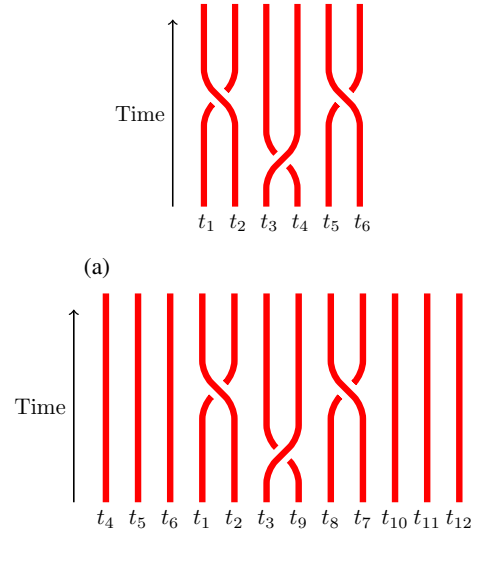 Time
t₁ t₂ t₃ t₄ t₅ t₆
(a)
Time
t₄ t₅ t₆ t₁ t₂ t₃ t₉ t₈ t₇ t₁₀ t₁₁ t₁₂